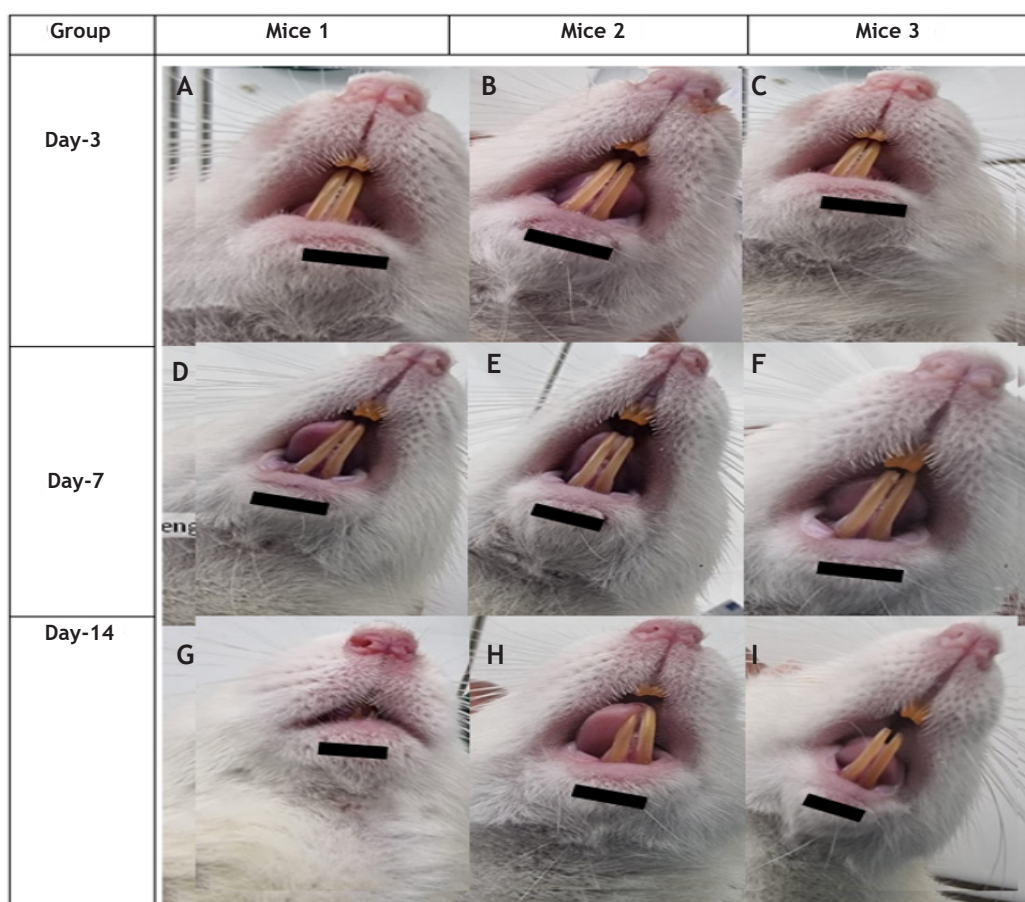 Group Mice 1 Mice 2 Mice 3
Day-3 A B C
Day-7 D E F
eng
Day-14 G H I